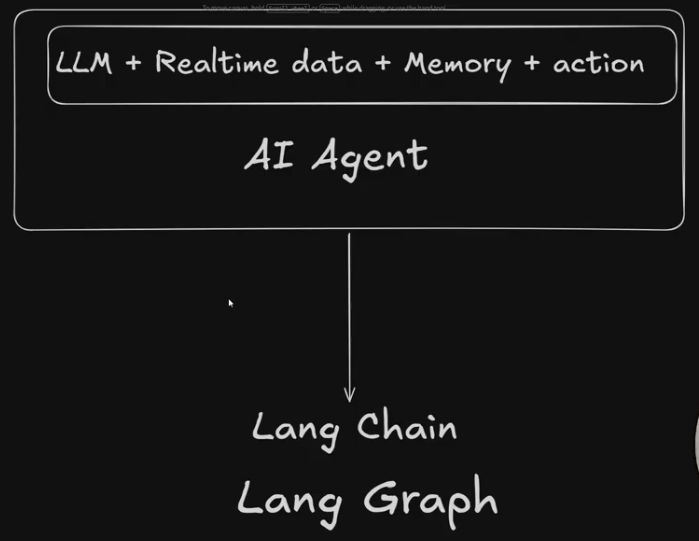 LLM + Realtime data + Memory + action
AI Agent
Lang Chain
Lang Graph